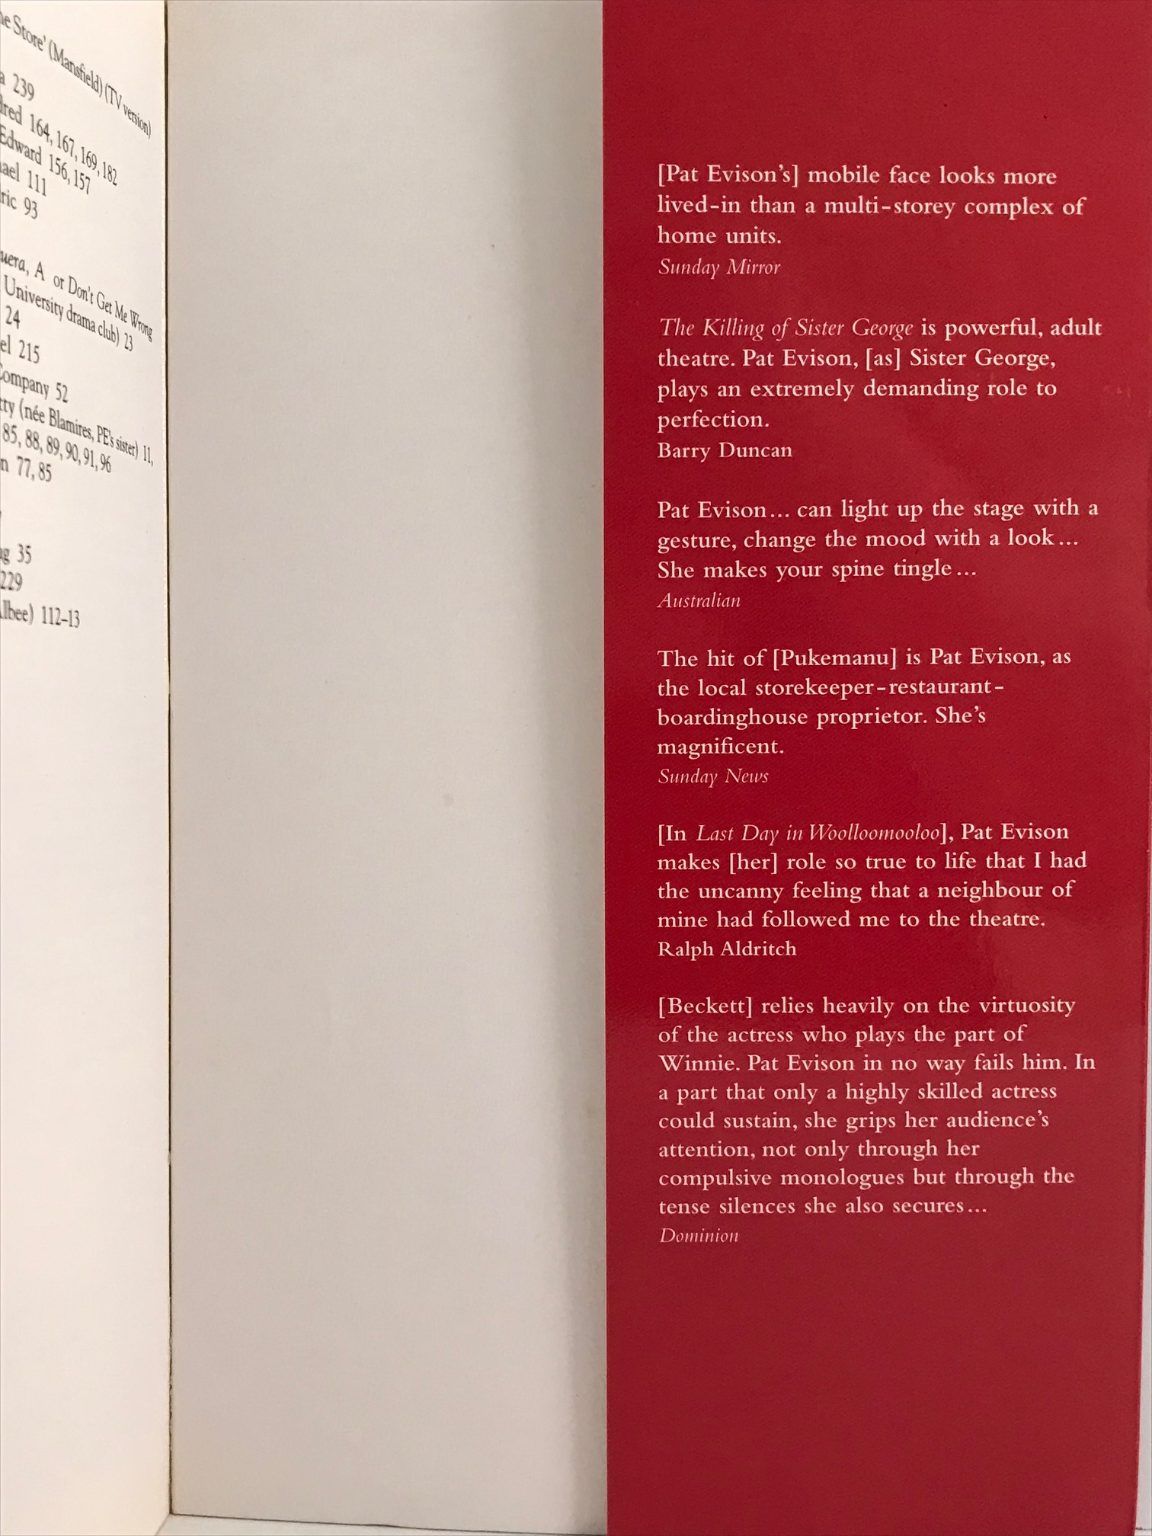 Store' (Mansfield) (TV version)
239
164, 167, 169, 182
Edward 156, 157
111
93
A or Don't Get Me Wrong
University drama club) 23
24
215
52
(née Blamires, PE's sister) 11,
85, 88, 89, 90, 91, 96
77, 85
35
229
112–13
[Pat Evison's] mobile face looks more
lived-in than a multi-storey complex of
home units.
Sunday Mirror
The Killing of Sister George is powerful, adult
theatre. Pat Evison, [as] Sister George,
plays an extremely demanding role to
perfection.
Barry Duncan
Pat Evison... can light up the stage with a
gesture, change the mood with a look...
She makes your spine tingle...
Australian
The hit of [Pukemanu] is Pat Evison, as
the local storekeeper-restaurant-
boardinghouse proprietor. She's
magnificent.
Sunday News
[In Last Day in Woolloomooloo], Pat Evison
makes [her] role so true to life that I had
the uncanny feeling that a neighbour of
mine had followed me to the theatre.
Ralph Aldritch
[Beckett] relies heavily on the virtuosity
of the actress who plays the part of
Winnie. Pat Evison in no way fails him. In
a part that only a highly skilled actress
could sustain, she grips her audience's
attention, not only through her
compulsive monologues but through the
tense silences she also secures...
Dominion